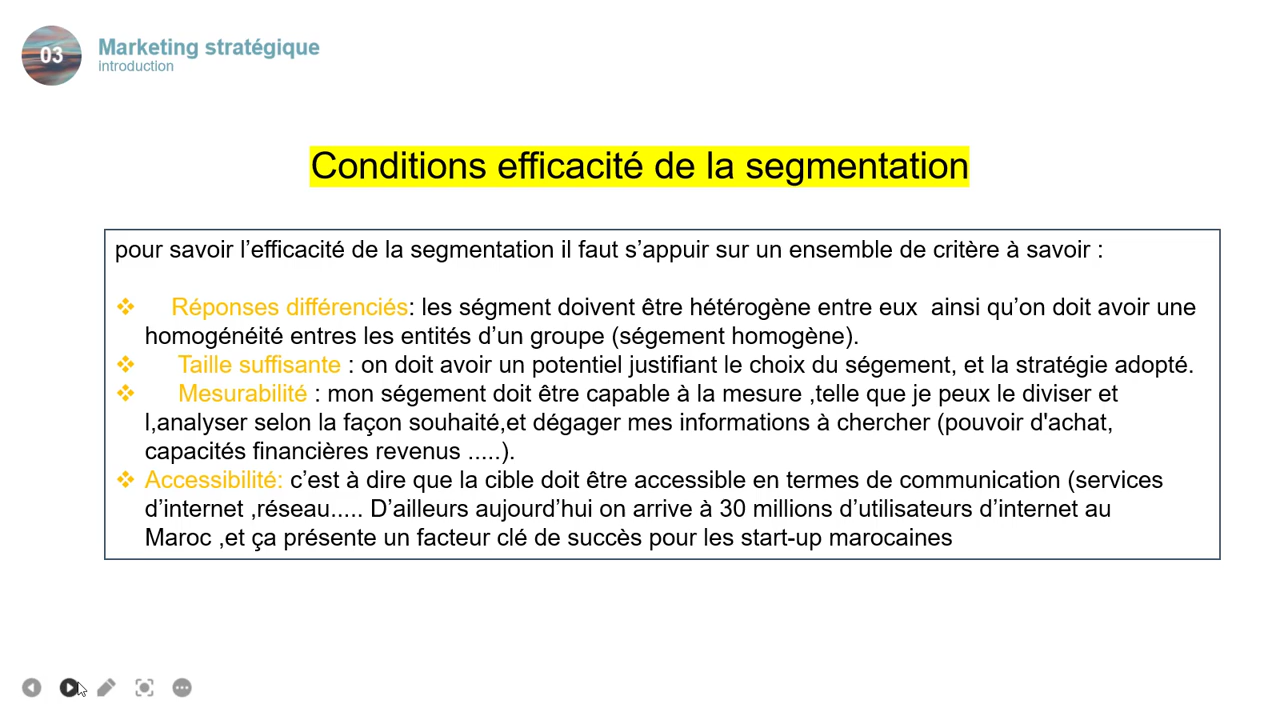 03
Marketing stratégique
introduction
Conditions efficacité de la segmentation
pour savoir l’efficacité de la segmentation il faut s’appuir sur un ensemble de critère à savoir :
❖ Réponses différenciés: les ségment doivent être hétérogène entre eux ainsi qu’on doit avoir une
homogénéité entres les entités d’un groupe (ségement homogène).
❖ Taille suffisante : on doit avoir un potentiel justifiant le choix du ségement, et la stratégie adopté.
❖ Mesurabilité : mon ségement doit être capable à la mesure ,telle que je peux le diviser et
l,analyser selon la façon souhaité,et dégager mes informations à chercher (pouvoir d'achat,
capacités financières revenus .....).
❖ Accessibilité: c’est à dire que la cible doit être accessible en termes de communication (services
d’internet ,réseau..... D’ailleurs aujourd’hui on arrive à 30 millions d’utilisateurs d’internet au
Maroc ,et ça présente un facteur clé de succès pour les start-up marocaines